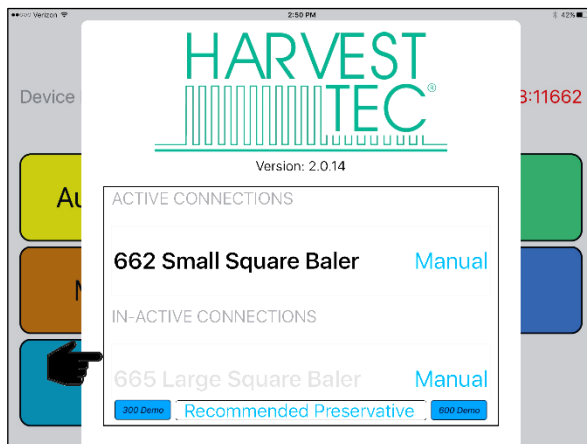 Verizon 2:50 PM 42%
HARVEST
TEC®
Device 3:11662
Version: 2.0.14
Au
ACTIVE CONNECTIONS
662 Small Square Baler Manual
M
IN-ACTIVE CONNECTIONS
665 Large Square Baler Manual
300 Demo Recommended Preservative 600 Demo